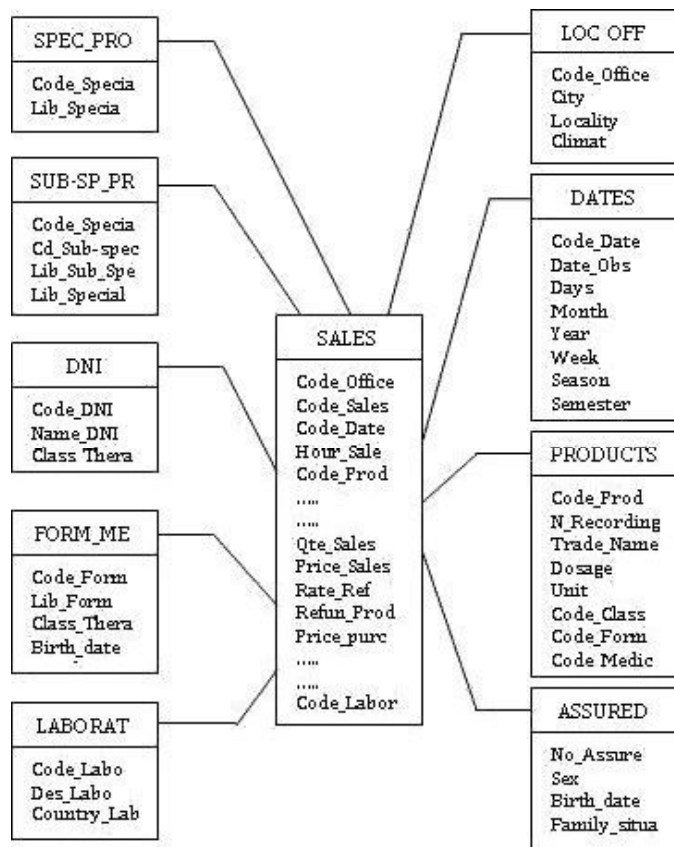 SPEC_PRO
Code_Specia
Lib_Specia
SUB-SP_PR
Code_Specia
Cd_Sub-spec
Lib_Sub_Spe
Lib_Special
DNI
Code_DNI
Name_DNI
Class_Thera
FORM_ME
Code_Form
Lib_Form
Class_Thera
Birth_date
LABORAT
Code_Labo
Des_Labo
Country_Lab
SALES
Code_Office
Code_Sales
Code_Date
Hour_Sale
Code_Prod
.....
.....
Qte_Sales
Price_Sales
Rate_Ref
Refun_Prod
Price_purc
.....
.....
Code_Labor
LOC OFF
Code_Office
City
Locality
Climat
DATES
Code_Date
Date_Obs
Days
Month
Year
Week
Season
Semester
PRODUCTS
Code_Prod
N_Recording
Trade_Name
Dosage
Unit
Code_Class
Code_Form
Code Medic
ASSURED
No_Assure
Sex
Birth_date
Family_situa